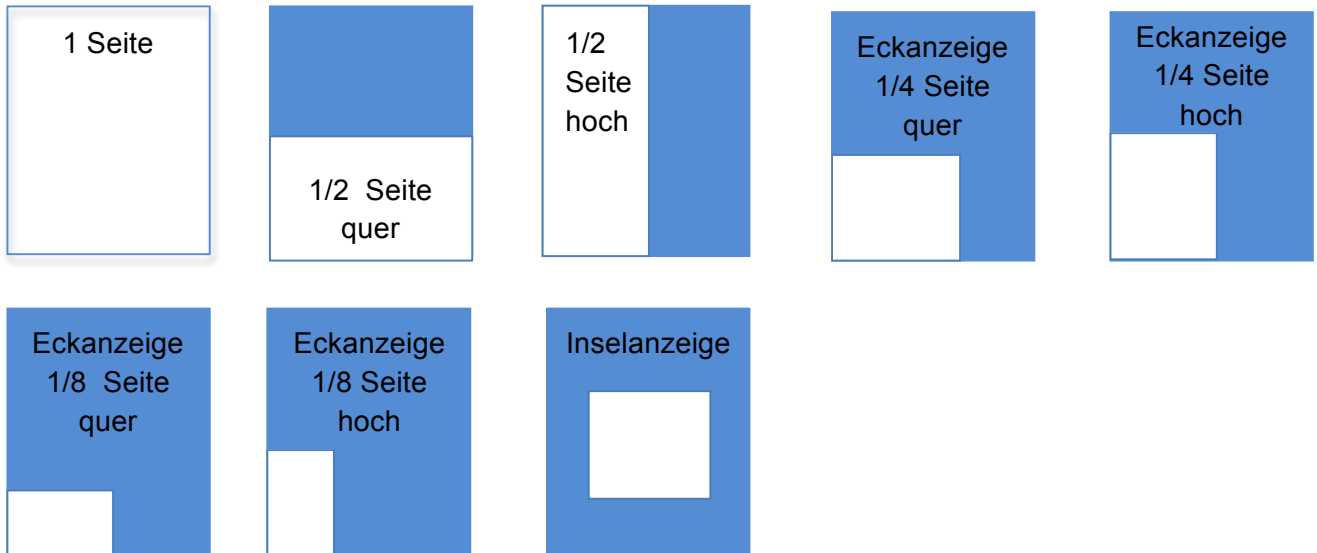 1 Seite
1/2  Seite
quer
1/2
Seite
hoch
Eckanzeige
1/4 Seite
quer
Eckanzeige
1/4 Seite
hoch
Eckanzeige
1/8  Seite
quer
Eckanzeige
1/8 Seite
hoch
Inselanzeige